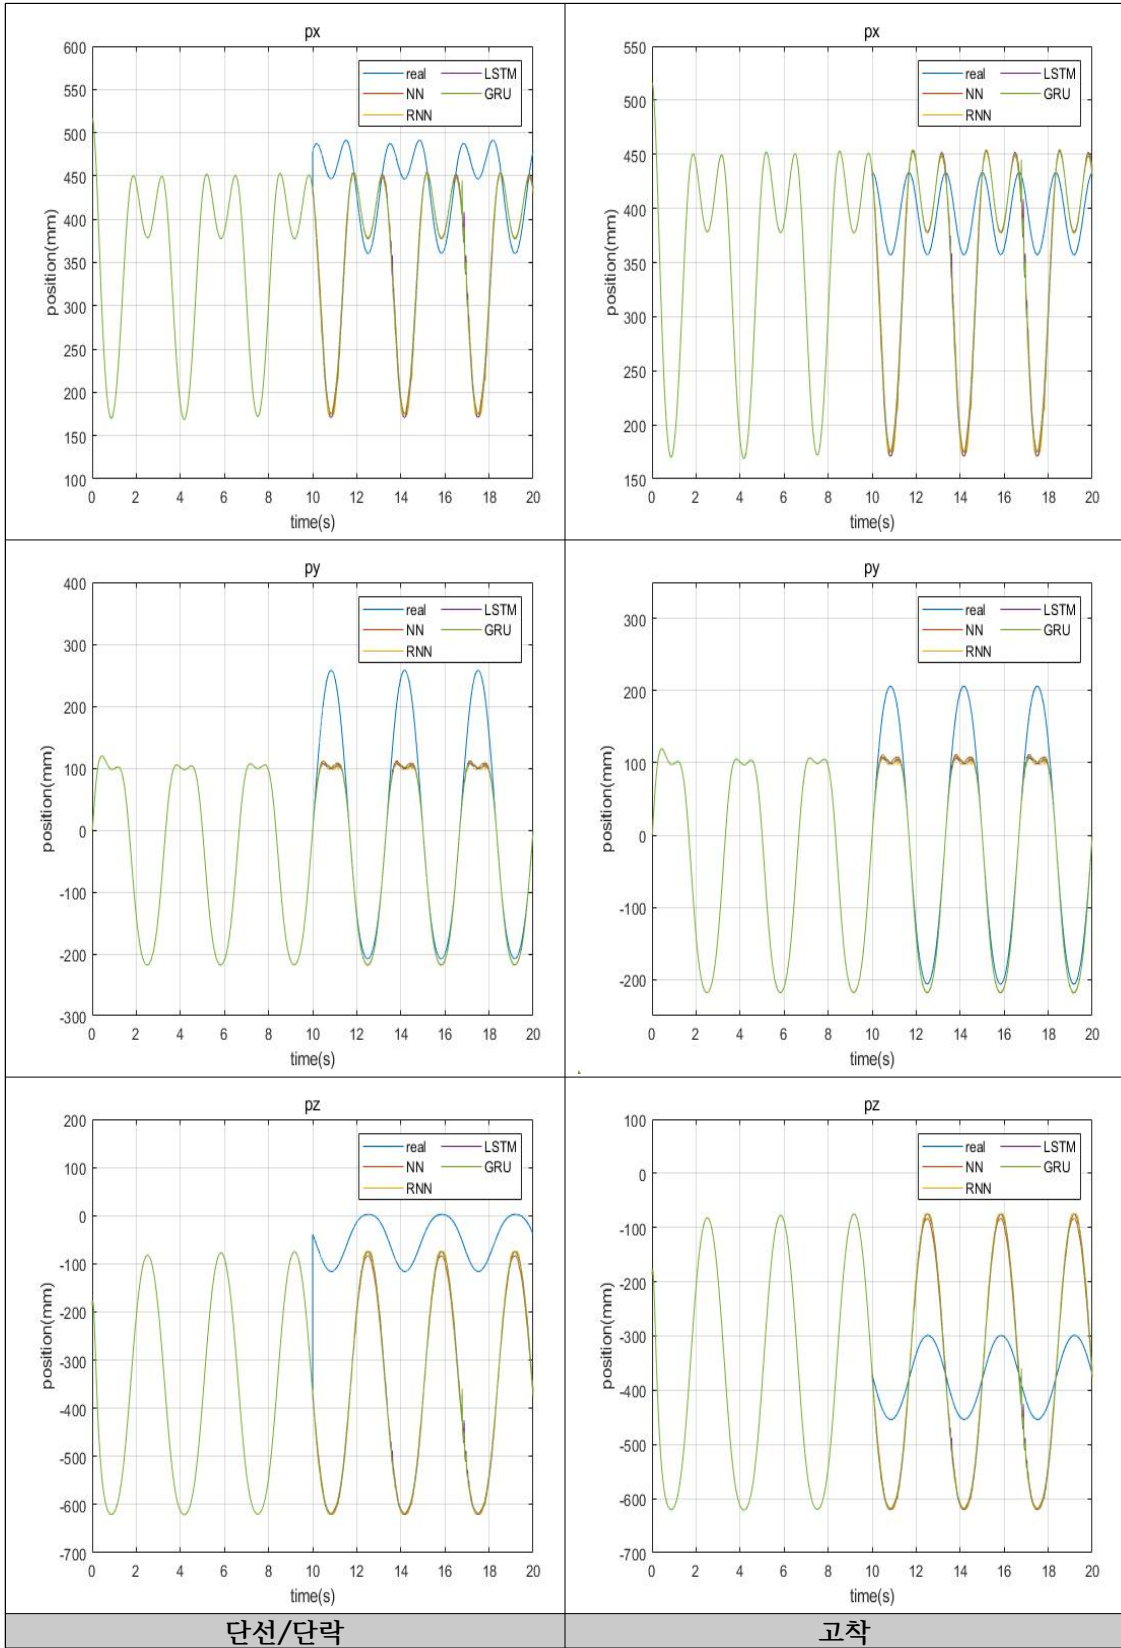 px
600
550
500
450
400
350
300
250
200
150
100
position(mm)
real LSTM
NN GRU
RNN
0 2 4 6 8 10 12 14 16 18 20
time(s)
px
550
500
450
400
350
300
250
200
150
position(mm)
real LSTM
NN GRU
RNN
0 2 4 6 8 10 12 14 16 18 20
time(s)
py
400
300
200
100
0
-100
-200
-300
position(mm)
real LSTM
NN GRU
RNN
0 2 4 6 8 10 12 14 16 18 20
time(s)
py
300
200
100
0
-100
-200
position(mm)
real LSTM
NN GRU
RNN
0 2 4 6 8 10 12 14 16 18 20
time(s)
pz
200
100
0
-100
-200
-300
-400
-500
-600
-700
position(mm)
real LSTM
NN GRU
RNN
0 2 4 6 8 10 12 14 16 18 20
time(s)
pz
100
0
-100
-200
-300
-400
-500
-600
-700
position(mm)
real LSTM
NN GRU
RNN
0 2 4 6 8 10 12 14 16 18 20
time(s)
단선/단락
고착